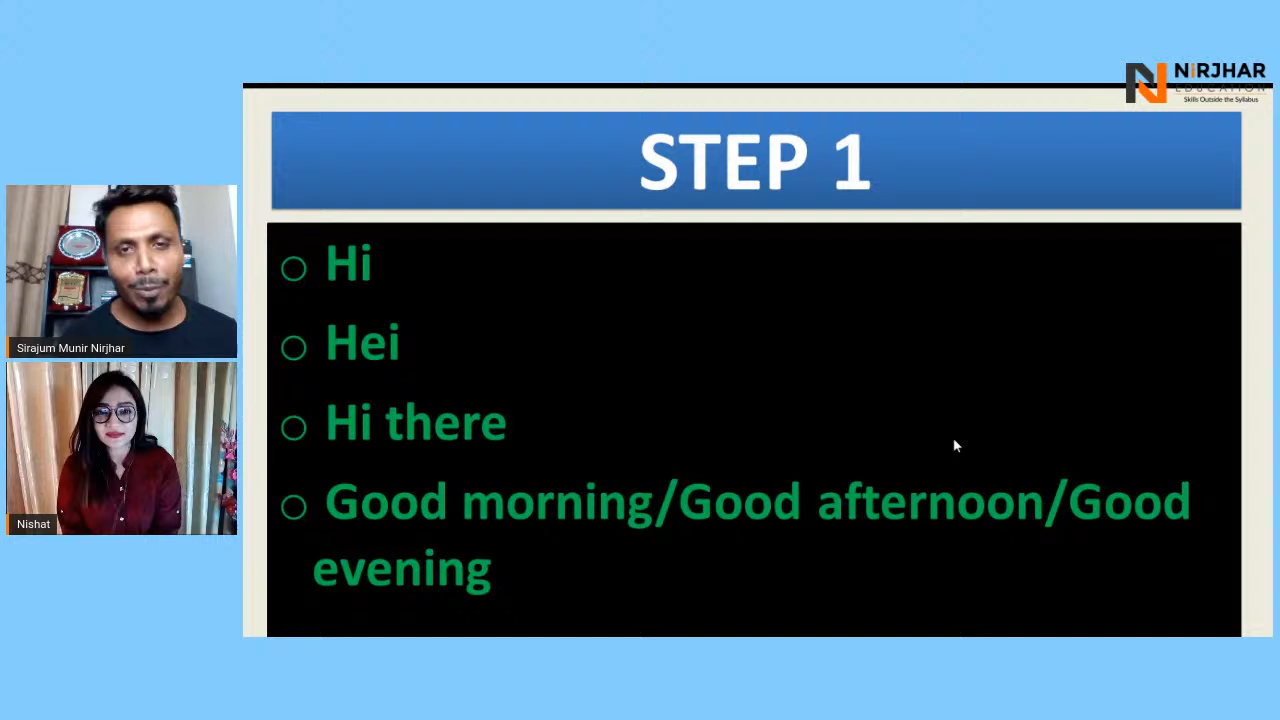 NiRJHAR
EDUCATION
Skills Outside the Syllabus
STEP 1
Hi
Hei
Hi there
Good morning/Good afternoon/Good
evening
Sirajum Munir Nirjhar
Nishat